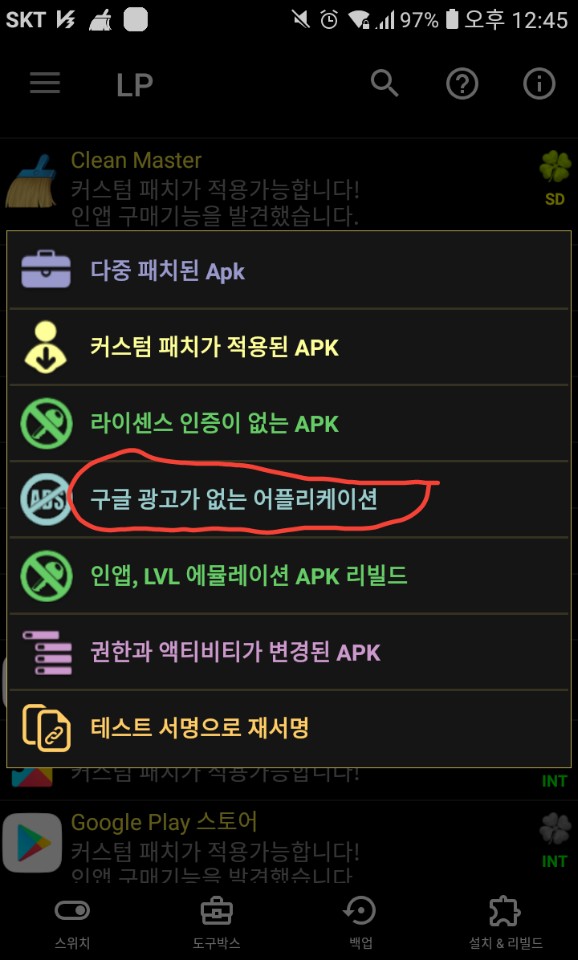 SKT 97% 오후 12:45
LP
Clean Master
커스텀 패치가 적용가능합니다!
인앱 구매기능을 발견했습니다.
SD
다중 패치된 Apk
커스텀 패치가 적용된 APK
라이센스 인증이 없는 APK
ADS 구글 광고가 없는 어플리케이션
인앱, LVL 에뮬레이션 APK 리빌드
권한과 액티비티가 변경된 APK
테스트 서명으로 재서명
커스텀 패치가 적용가능합니다!
INT
Google Play 스토어
커스텀 패치가 적용가능합니다!
인앱 구매기능을 발견했습니다
INT
스위치 도구박스 백업 설치 & 리빌드